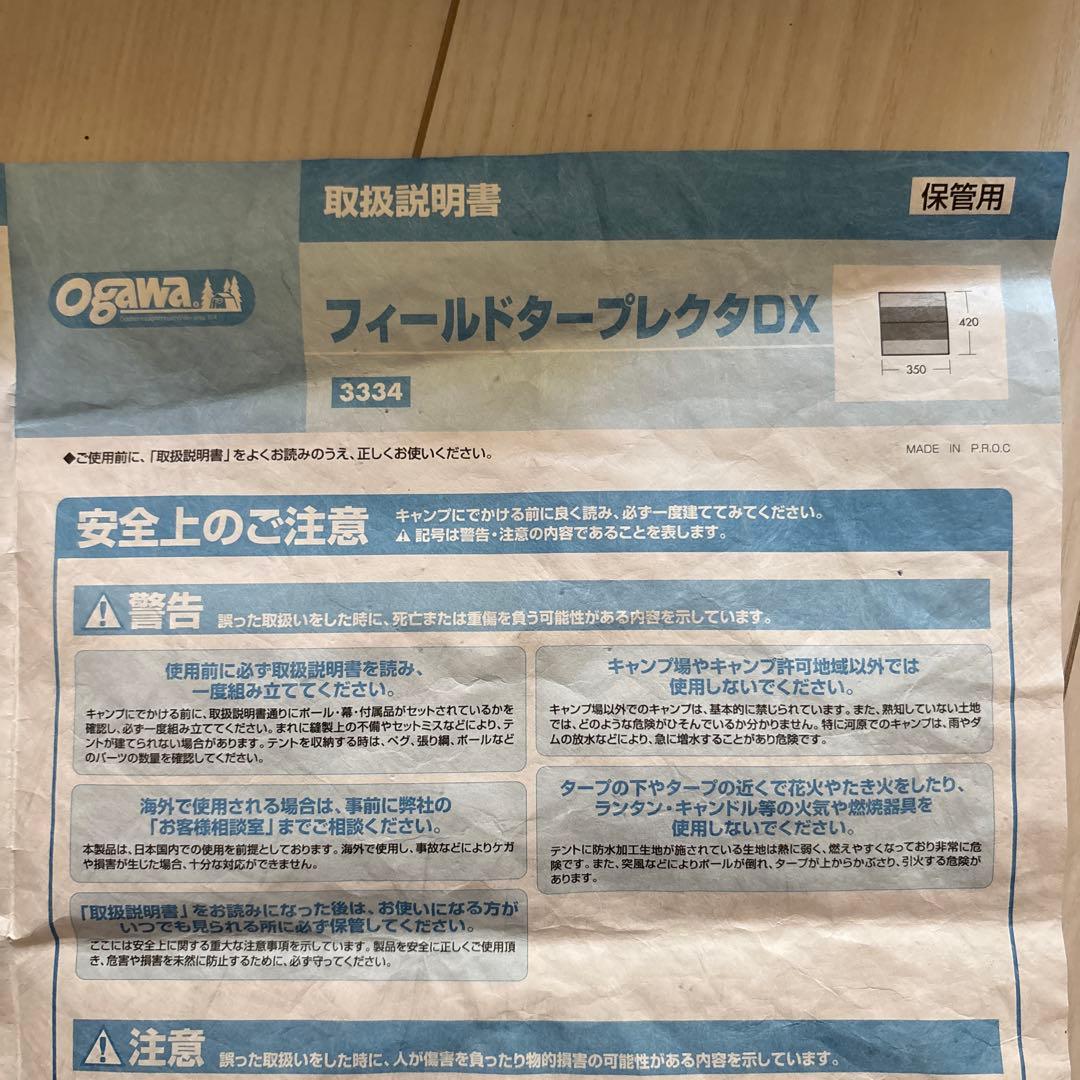 取扱説明書
保管用
ogawa
フィールドタープレクタDX
3334
420
350
◆ご使用前に、「取扱説明書」をよくお読みのうえ、正しくお使いください。
MADE IN P.R.O.C
安全上のご注意
キャンプにでかける前に良く読み、必ず一度建ててみてください。
⚠記号は警告・注意の内容であることを表します。
⚠警告 誤った取扱いをした時に、死亡または重傷を負う可能性がある内容を示しています。
使用前に必ず取扱説明書を読み、
一度組み立ててください。
キャンプにでかける前に、取扱説明書通りにポール・幕・付属品がセットされているかを
確認し、必ず一度組み立ててください。まれに縫製上の不備やセットミスなどにより、テ
ントが建てられない場合があります。テントを収納する時は、ペグ、張り綱、ポールなど
のパーツの数量を確認してください。
海外で使用される場合は、事前に弊社の
「お客様相談室」までご相談ください。
本製品は、日本国内での使用を前提としております。海外で使用し、事故などによりケガ
や損害が生じた場合、十分な対応ができません。
「取扱説明書」をお読みになった後は、お使いになる方が
いつでも見られる所に必ず保管してください。
ここには安全上に関する重大な注意事項を示しています。製品を安全に正しくご使用頂
き、危害や損害を未然に防止するために、必ず守ってください。
キャンプ場やキャンプ許可地域以外では
使用しないでください。
キャンプ場以外でのキャンプは、基本的に禁じられています。また、熟知していない土地
では、どのような危険がひそんでいるか分かりません。特に河原でのキャンプは、雨やダ
ムの放水などにより、急に増水することがあり危険です。
タープの下やタープの近くで花火やたき火をしたり、
ランタン・キャンドル等の火気や燃焼器具を
使用しないでください。
テントに防水加工生地が施されている生地は熱に弱く、燃えやすくなっており非常に危
険です。また、突風などによりポールが倒れ、タープが上からかぶさり、引火する危険が
あります。
⚠注意 誤った取扱いをした時に、人が傷害を負ったり物的損害の可能性がある内容を示しています。